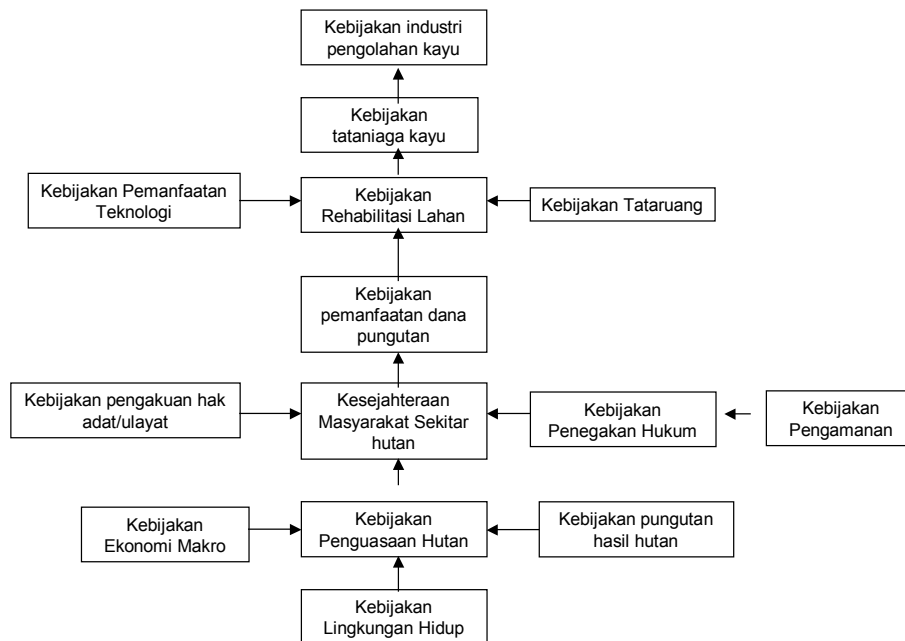 Kebijakan industri
pengolahan kayu
Kebijakan
tataniaga kayu
Kebijakan Pemanfaatan
Teknologi
Kebijakan
Rehabilitasi Lahan
Kebijakan Tataruang
Kebijakan
pemanfaatan dana
pungutan
Kebijakan pengakuan hak
adat/ulayat
Kesejahteraan
Masyarakat Sekitar
hutan
Kebijakan
Penegakan Hukum
Kebijakan
Pengamanan
Kebijakan
Ekonomi Makro
Kebijakan
Penguasaan Hutan
Kebijakan pungutan
hasil hutan
Kebijakan
Lingkungan Hidup